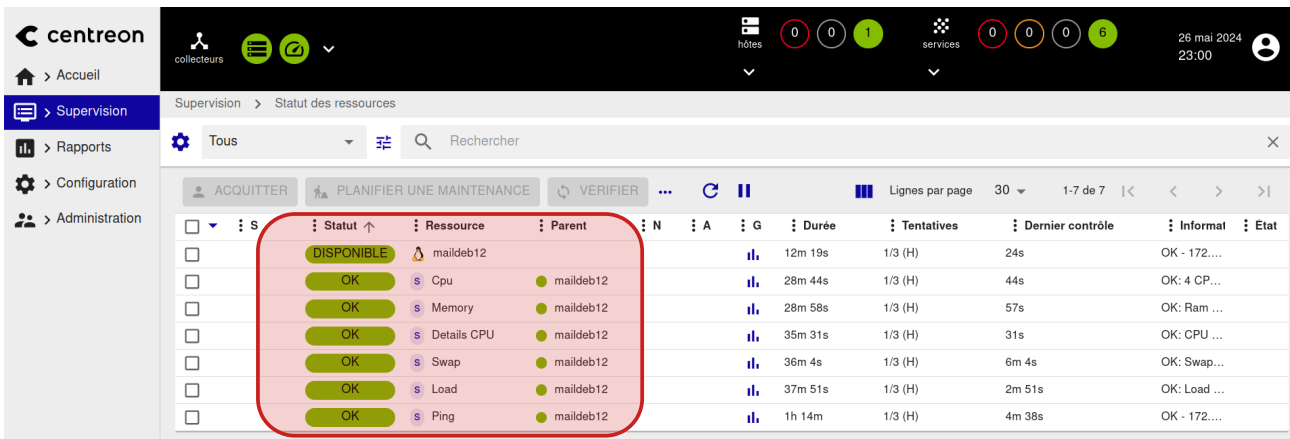 centreon
collecteurs
hôtes
0 0 1
services
0 0 0 6
26 mai 2024
23:00
Accueil
Supervision
Rapports
Configuration
Administration
Supervision > Statut des ressources
Tous
Rechercher
ACQUITTER PLANIFIER UNE MAINTENANCE VÉRIFIER ... Lignes par page 30 1-7 de 7
S Statut Ressource Parent N A G Durée Tentatives Dernier contrôle Informat État
DISPONIBLE maildeb12 12m 19s 1/3 (H) 24s OK - 172....
OK S Cpu maildeb12 28m 44s 1/3 (H) 44s OK: 4 CP...
OK S Memory maildeb12 28m 58s 1/3 (H) 57s OK: Ram ...
OK S Details CPU maildeb12 35m 31s 1/3 (H) 31s OK: CPU ...
OK S Swap maildeb12 36m 4s 1/3 (H) 6m 4s OK: Swap...
OK S Load maildeb12 37m 51s 1/3 (H) 2m 51s OK: Load ...
OK S Ping maildeb12 1h 14m 1/3 (H) 4m 38s OK - 172....